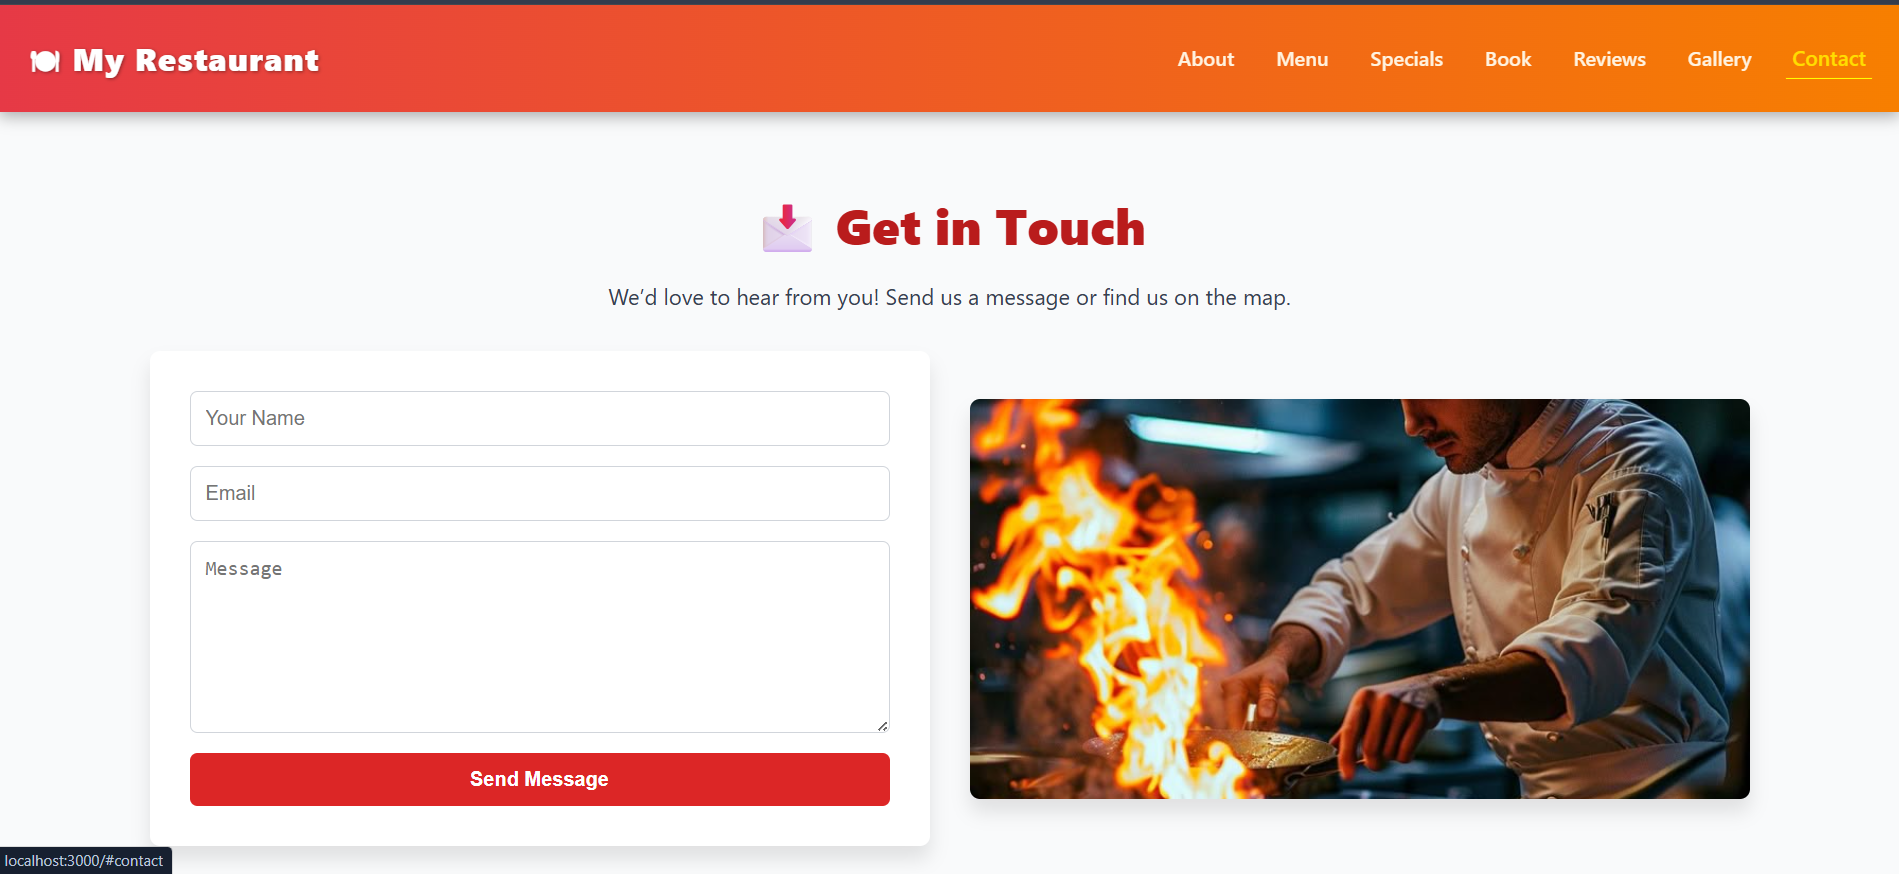 My Restaurant
About Menu Specials Book Reviews Gallery Contact
Get in Touch
We’d love to hear from you! Send us a message or find us on the map.
Your Name
Email
Message
Send Message
localhost:3000/#contact